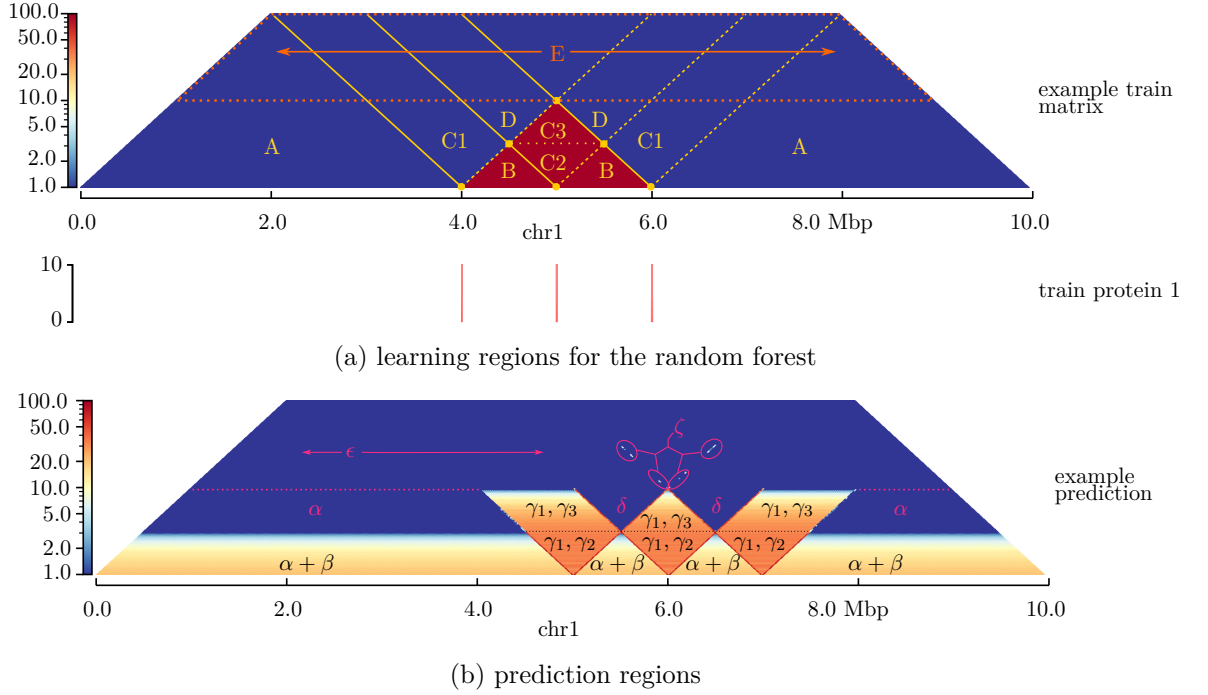 100.0
50.0
20.0
10.0
5.0
2.0
1.0
E
D D
C3
C1 C1
A A
C2
B B
example train
matrix
0.0 2.0 4.0 6.0 8.0 Mbp 10.0
chr1
10
0
train protein 1
(a) learning regions for the random forest
100.0
50.0
20.0
10.0
5.0
2.0
1.0
ζ
ϵ
α γ1, γ3 δ γ1, γ3 δ γ1, γ3 α
γ1, γ2 γ1, γ2 γ1, γ2
α + β α + β α + β α + β
example
prediction
0.0 2.0 4.0 6.0 8.0 Mbp 10.0
chr1
(b) prediction regions